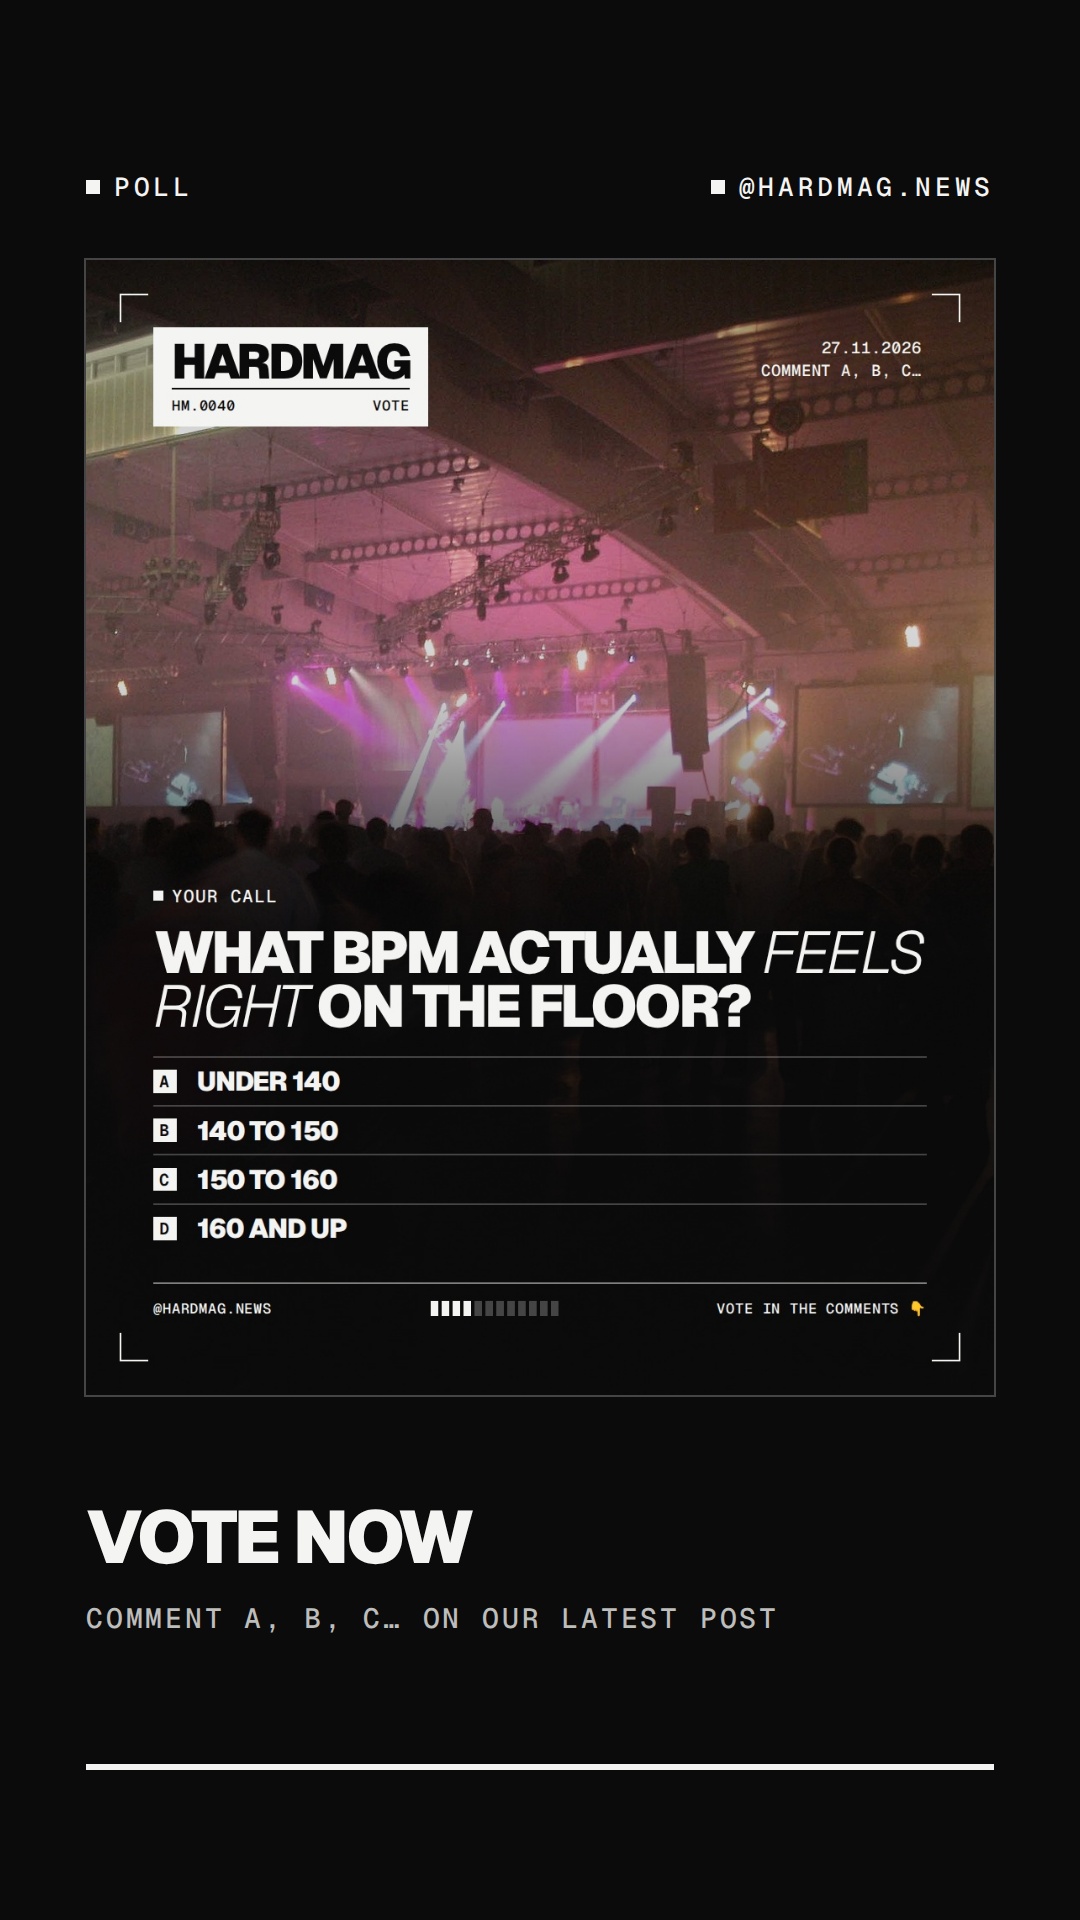 POLL
@HARDMAG.NEWS
HARDMAG
HM.0040 VOTE
27.11.2026
COMMENT A, B, C…
YOUR CALL
WHAT BPM ACTUALLY FEELS
RIGHT ON THE FLOOR?
A UNDER 140
B 140 TO 150
C 150 TO 160
D 160 AND UP
@HARDMAG.NEWS
VOTE IN THE COMMENTS 👇
VOTE NOW
COMMENT A, B, C… ON OUR LATEST POST